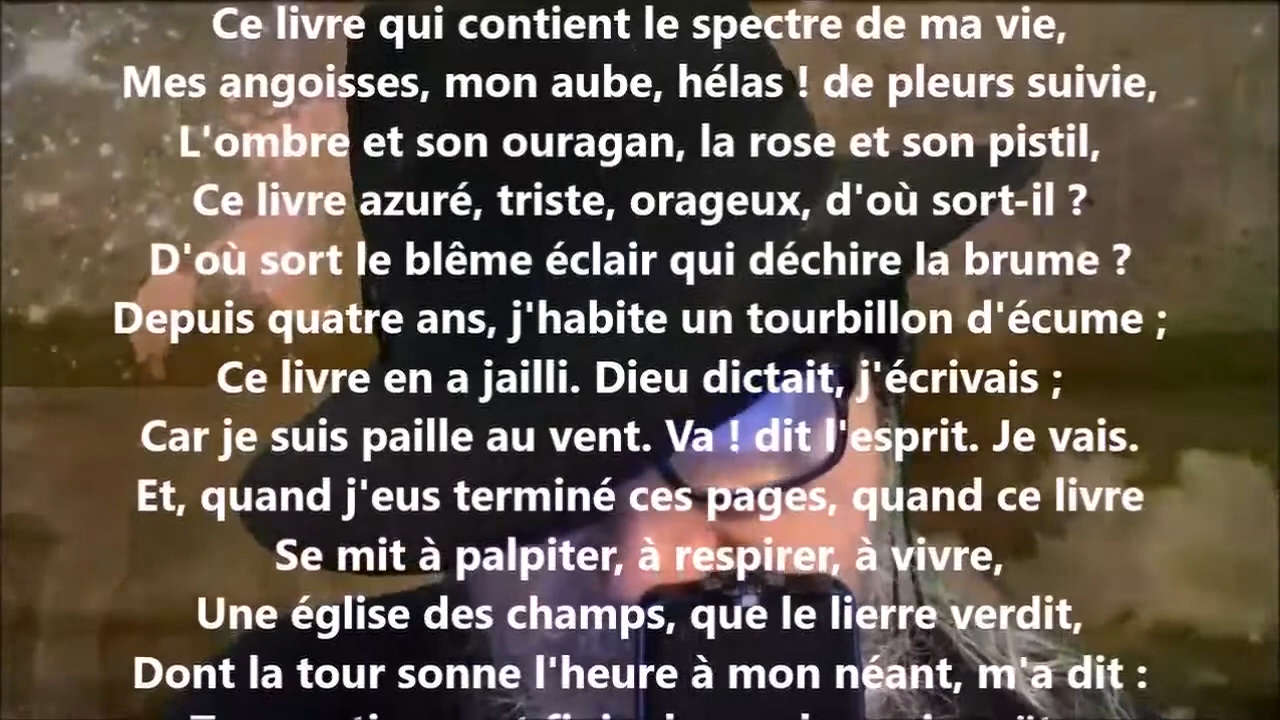 Ce livre qui contient le spectre de ma vie,
Mes angoisses, mon aube, hélas ! de pleurs suivie,
L'ombre et son ouragan, la rose et son pistil,
Ce livre azuré, triste, orageux, d'où sort-il ?
D'où sort le blême éclair qui déchire la brume ?
Depuis quatre ans, j'habite un tourbillon d'écume ;
Ce livre en a jailli. Dieu dictait, j'écrivais ;
Car je suis paille au vent. Va ! dit l'esprit. Je vais.
Et, quand j'eus terminé ces pages, quand ce livre
Se mit à palpiter, à respirer, à vivre,
Une église des champs, que le lierre verdit,
Dont la tour sonne l'heure à mon néant, m'a dit :